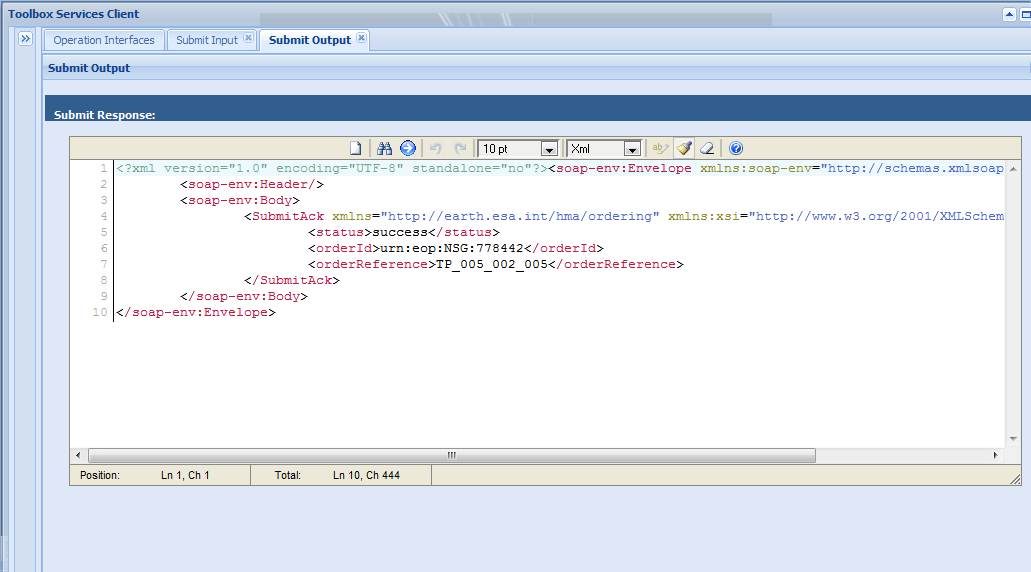 Toolbox Services Client
Operation Interfaces Submit Input Submit Output
Submit Output
Submit Response:
10 pt Xml
1 <?xml version="1.0" encoding="UTF-8" standalone="no"?><soap-env:Envelope xmlns:soap-env="http://schemas.xmlsoap
2 <soap-env:Header/>
3 <soap-env:Body>
4 <SubmitAck xmlns="http://earth.esa.int/hma/ordering" xmlns:xsi="http://www.w3.org/2001/XMLSchem
5 <status>success</status>
6 <orderId>urn:eop:NSG:778442</orderId>
7 <orderReference>TP_005_002_005</orderReference>
8 </SubmitAck>
9 </soap-env:Body>
10 </soap-env:Envelope>
Position: Ln 1, Ch 1 Total: Ln 10, Ch 444